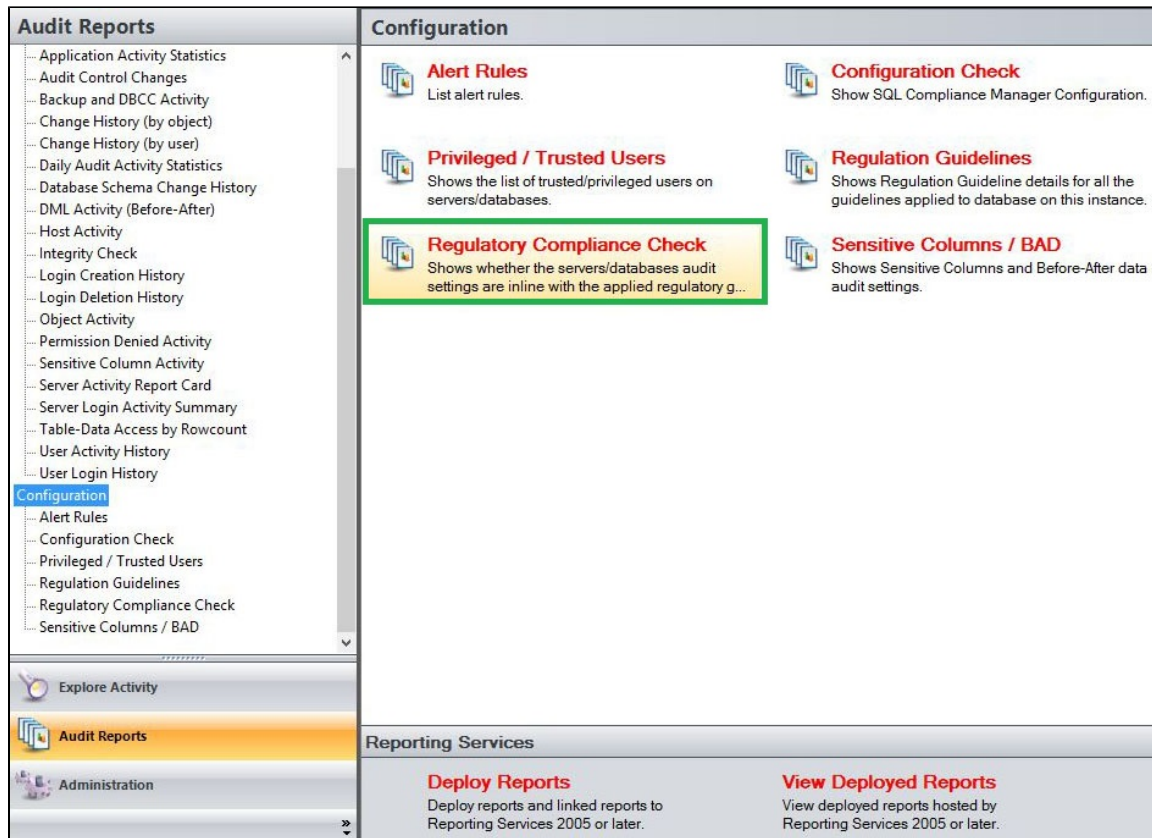 Audit Reports
Application Activity Statistics
Audit Control Changes
Backup and DBCC Activity
Change History (by object)
Change History (by user)
Daily Audit Activity Statistics
Database Schema Change History
DML Activity (Before-After)
Host Activity
Integrity Check
Login Creation History
Login Deletion History
Object Activity
Permission Denied Activity
Sensitive Column Activity
Server Activity Report Card
Server Login Activity Summary
Table-Data Access by Rowcount
User Activity History
User Login History
Configuration
Alert Rules
Configuration Check
Privileged / Trusted Users
Regulation Guidelines
Regulatory Compliance Check
Sensitive Columns / BAD
Explore Activity
Audit Reports
Administration
Configuration
Alert Rules
List alert rules.
Configuration Check
Show SQL Compliance Manager Configuration.
Privileged / Trusted Users
Shows the list of trusted/privileged users on
servers/databases.
Regulation Guidelines
Shows Regulation Guideline details for all the
guidelines applied to database on this instance.
Regulatory Compliance Check
Shows whether the servers/databases audit
settings are inline with the applied regulatory g...
Sensitive Columns / BAD
Shows Sensitive Columns and Before-After data
audit settings.
Reporting Services
Deploy Reports
Deploy reports and linked reports to
Reporting Services 2005 or later.
View Deployed Reports
View deployed reports hosted by
Reporting Services 2005 or later.